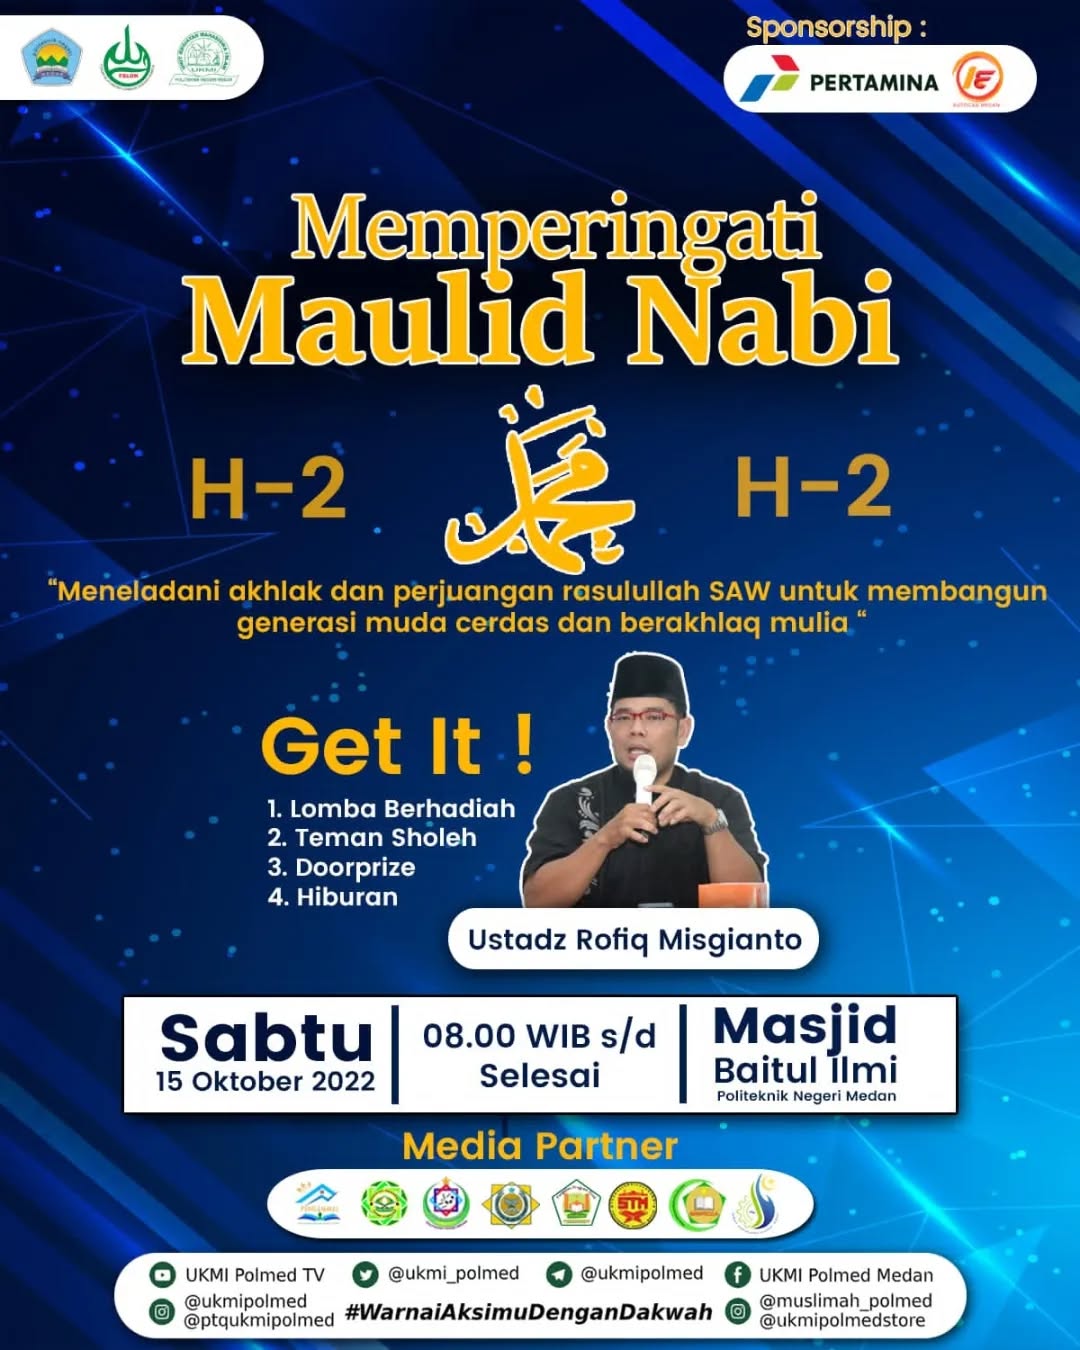 Sponsorship :
PERTAMINA
UKMI
Memperingati
Maulid Nabi
محمد
H-2
H-2
“Meneladani akhlak dan perjuangan rasulullah SAW untuk membangun
generasi muda cerdas dan berakhlaq mulia “
Get It !
1. Lomba Berhadiah
2. Teman Sholeh
3. Doorprize
4. Hiburan
Ustadz Rofiq Misgianto
Sabtu
15 Oktober 2022
08.00 WIB s/d
Selesai
Masjid
Baitul Ilmi
Politeknik Negeri Medan
Media Partner
STM
UKMI Polmed TV
@ukmi_polmed
@ukmipolmed
UKMI Polmed Medan
@ukmipolmed
@ptqukmipolmed
#WarnaiAksimuDenganDakwah
@muslimah_polmed
@ukmipolmedstore